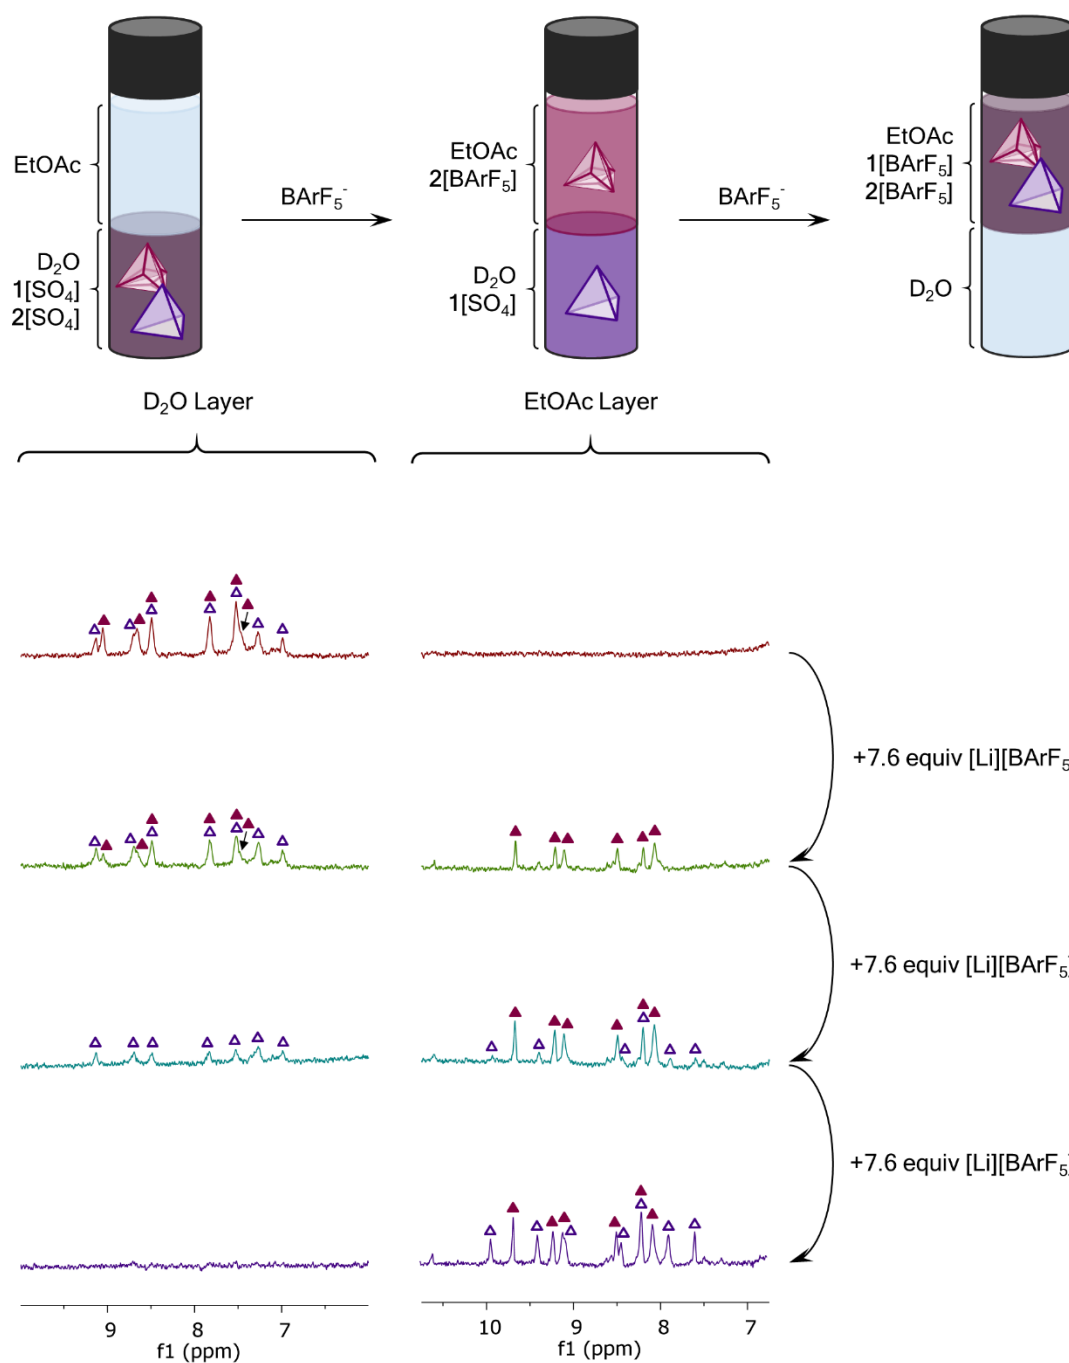 EtOAc
D₂O
1[SO₄]
2[SO₄]
BArF₅⁻
EtOAc
2[BArF₅]
D₂O
1[SO₄]
BArF₅⁻
EtOAc
1[BArF₅]
2[BArF₅]
D₂O
D₂O Layer
EtOAc Layer
+7.6 equiv [Li][BArF₅
+7.6 equiv [Li][BArF₅]
+7.6 equiv [Li][BArF₅]
9 8 7
f1 (ppm)
10 9 8 7
f1 (ppm)